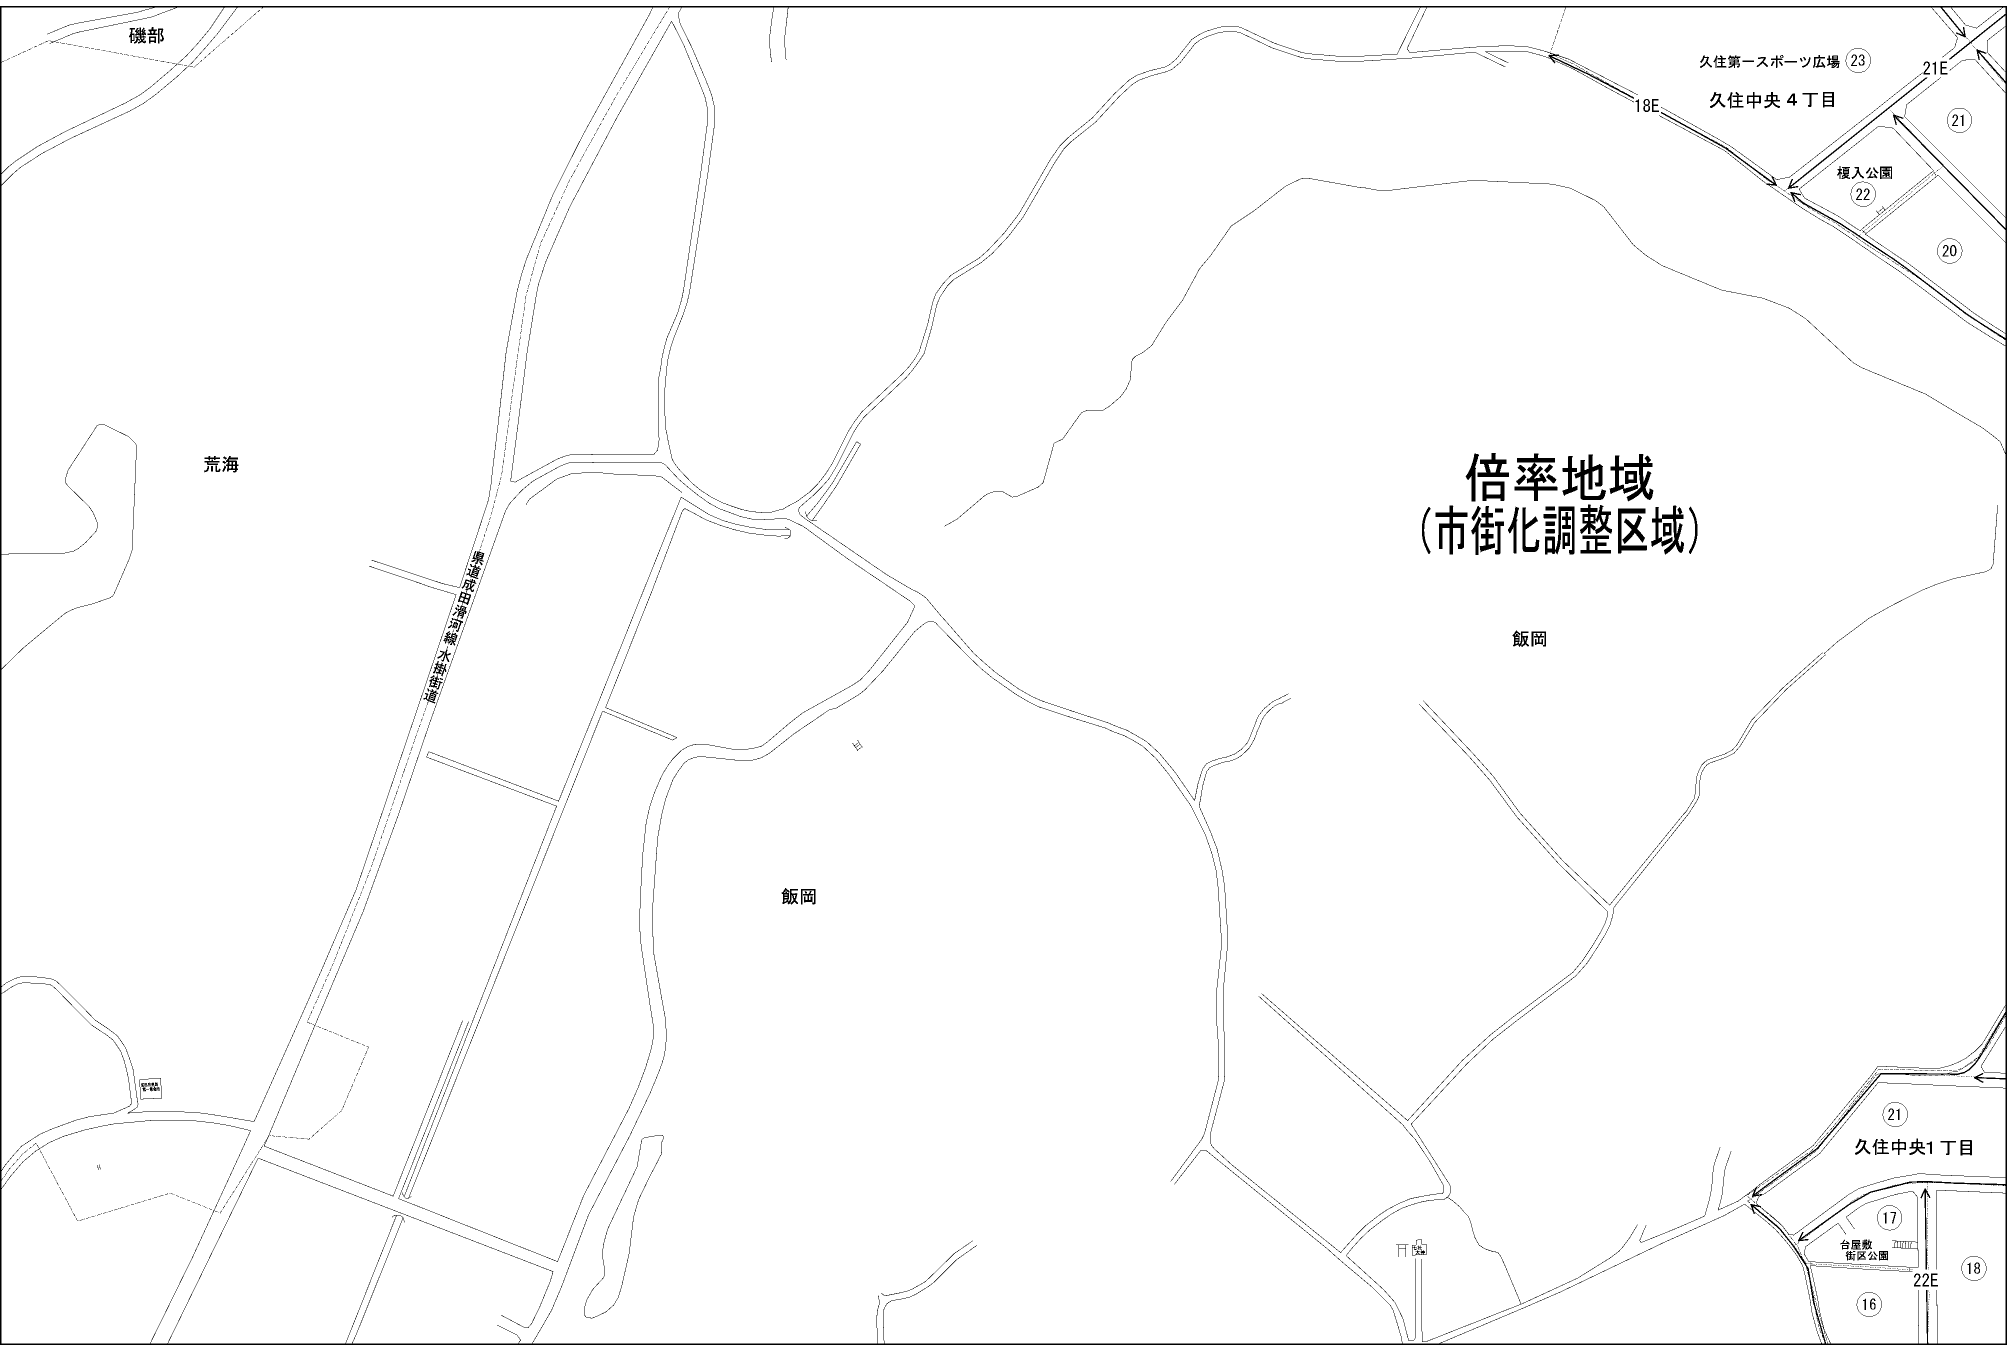 磯部
久住第一スポーツ広場 23
21E
久住中央4丁目
18E
21
榎入公園
22
20
荒海
倍率地域
(市街化調整区域)
県道成田滑河線 水掛街道
飯岡
飯岡
21
久住中央1丁目
17
台屋敷
街区公園
22E
18
16